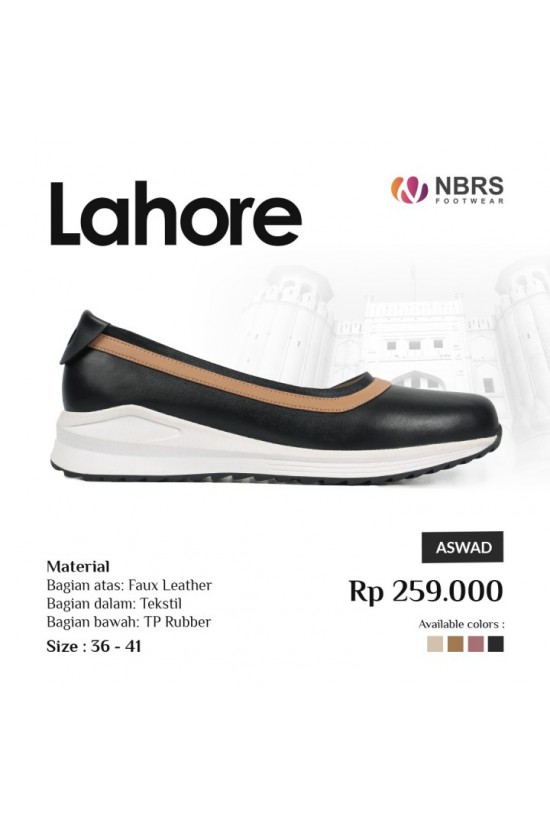 Lahore
NBRS
FOOTWEAR
ASWAD
Material
Bagian atas: Faux Leather
Bagian dalam: Tekstil
Bagian bawah: TP Rubber
Size : 36 - 41
Rp 259.000
Available colors :